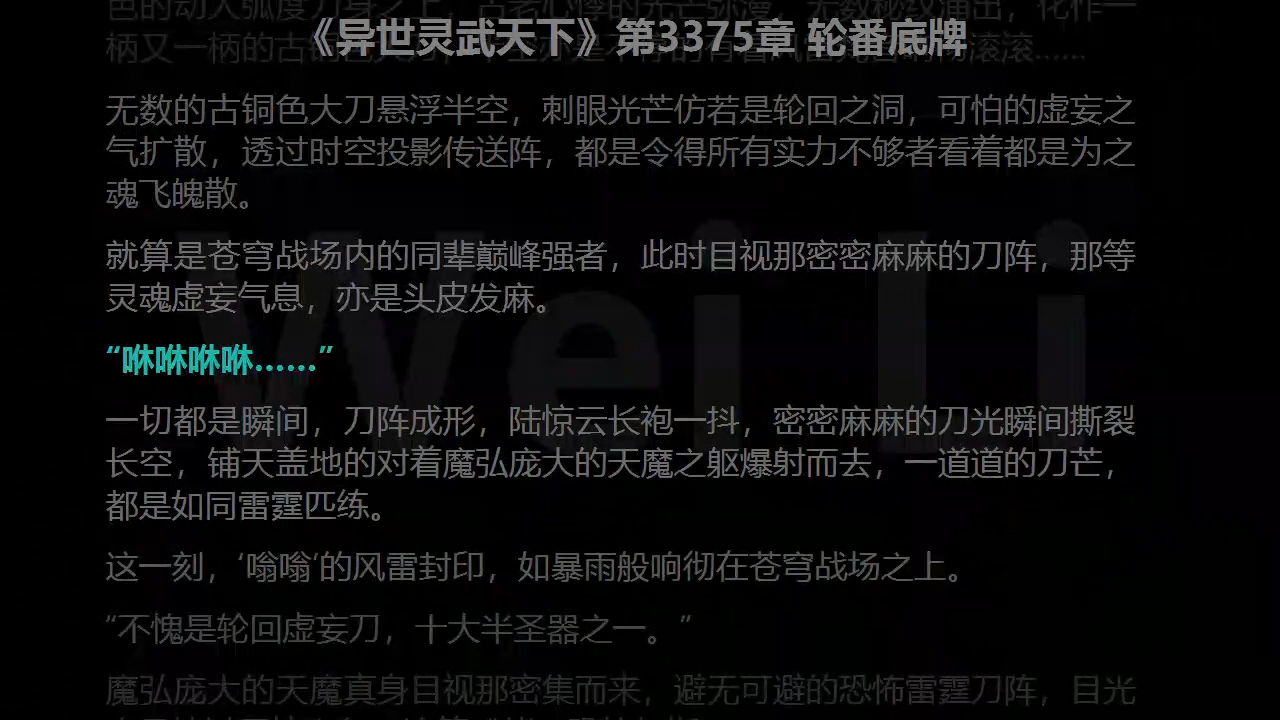 《异世灵武天下》第3375章 轮番底牌
无数的古铜色大刀悬浮半空，刺眼光芒仿若是轮回之洞，可怕的虚妄之
气扩散，透过时空投影传送阵，都是令得所有实力不够者看着都是为之
魂飞魄散。
就算是苍穹战场内的同辈巅峰强者，此时目视那密密麻麻的刀阵，那等
灵魂虚妄气息，亦是头皮发麻。
“咻咻咻咻……”
一切都是瞬间，刀阵成形，陆惊云长袍一抖，密密麻麻的刀光瞬间撕裂
长空，铺天盖地的对着魔弘庞大的天魔之躯爆射而去，一道道的刀芒，
都是如同雷霆匹练。
这一刻，‘嗡嗡’的风雷封印，如暴雨般响彻在苍穹战场之上。
“不愧是轮回虚妄刀，十大半圣器之一。”
魔弘庞大的天魔真身目视那密集而来，避无可避的恐怖雷霆刀阵，目光
Wei li